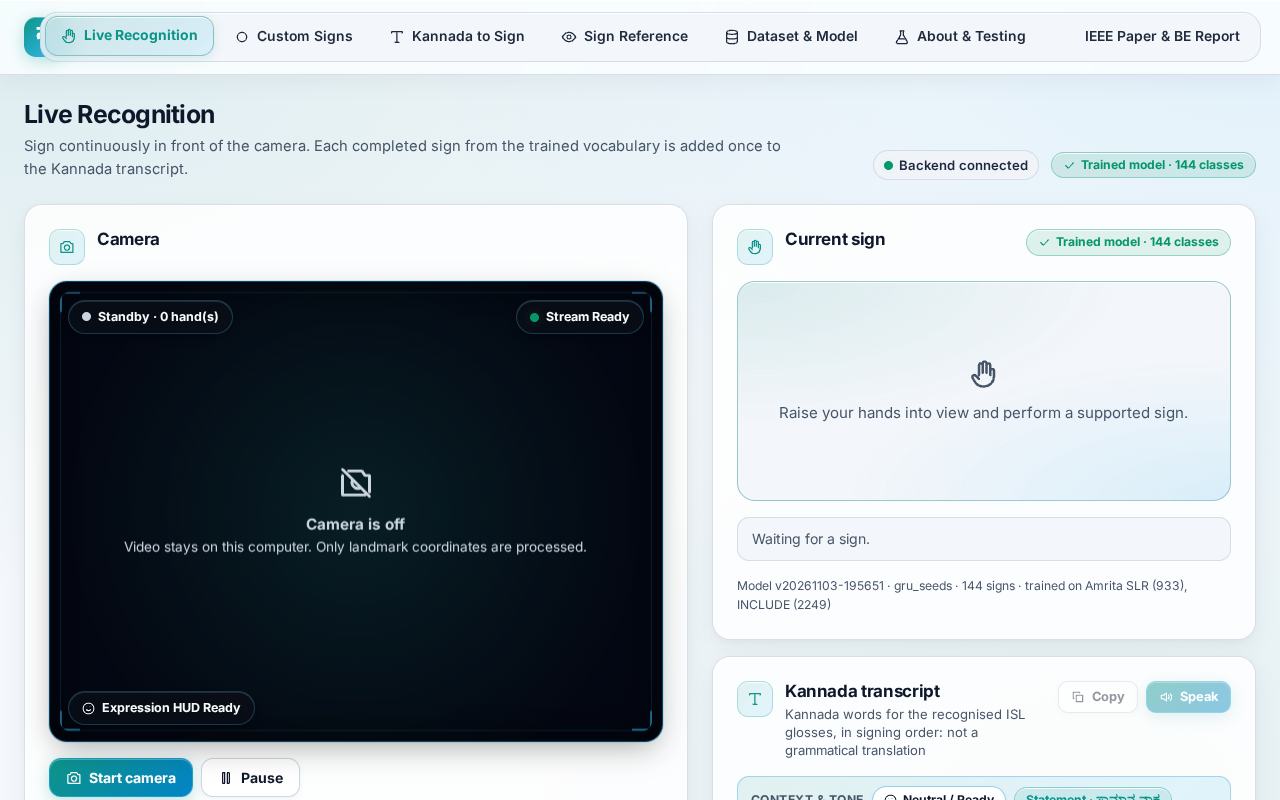 Live Recognition
Custom Signs
Kannada to Sign
Sign Reference
Dataset & Model
About & Testing
IEEE Paper & BE Report
Live Recognition
Sign continuously in front of the camera. Each completed sign from the trained vocabulary is added once to
the Kannada transcript.
Backend connected
Trained model · 144 classes
Camera
Standby · 0 hand(s)
Stream Ready
Camera is off
Video stays on this computer. Only landmark coordinates are processed.
Expression HUD Ready
Start camera
Pause
Current sign
Trained model · 144 classes
Raise your hands into view and perform a supported sign.
Waiting for a sign.
Model v20261103-195651 · gru_seeds · 144 signs · trained on Amrita SLR (933),
INCLUDE (2249)
Kannada transcript
Copy
Speak
Kannada words for the recognised ISL
glosses, in signing order: not a
grammatical translation
CONTEXT & TONE
Neutral / Ready
Statement ·